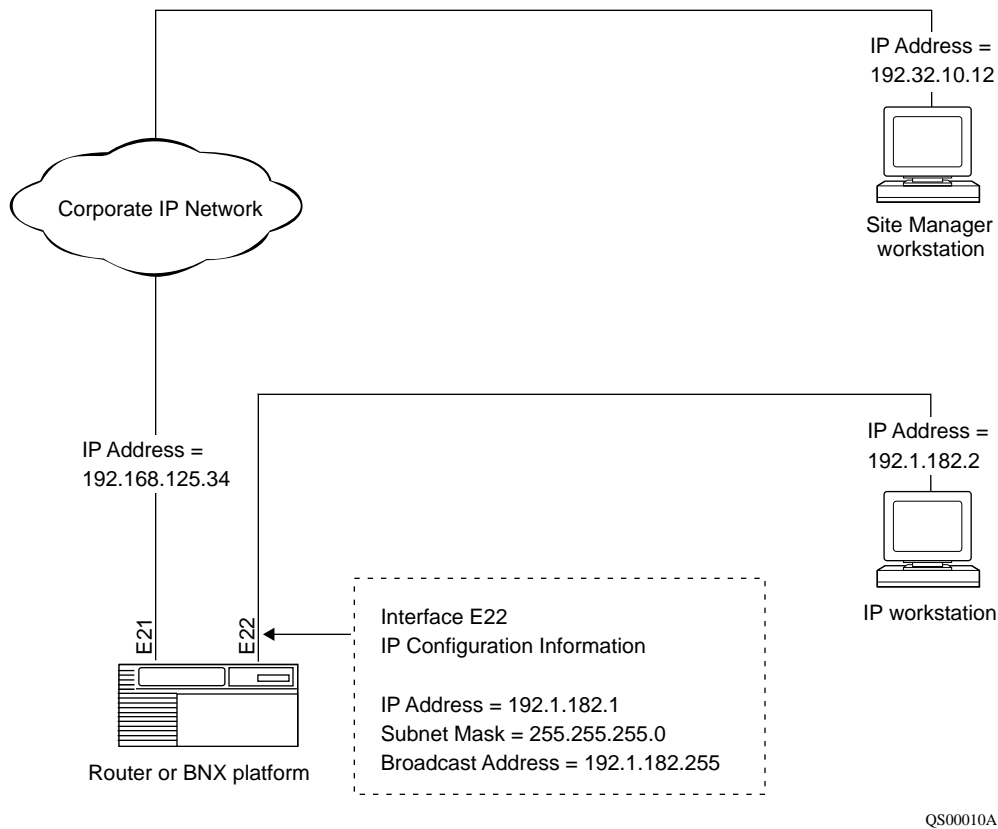 IP Address =
192.32.10.12
Corporate IP Network
Site Manager
workstation
IP Address =
192.168.125.34
IP Address =
192.1.182.2
IP workstation
E21
E22
Interface E22
IP Configuration Information
IP Address = 192.1.182.1
Subnet Mask = 255.255.255.0
Broadcast Address = 192.1.182.255
Router or BNX platform
QS00010A